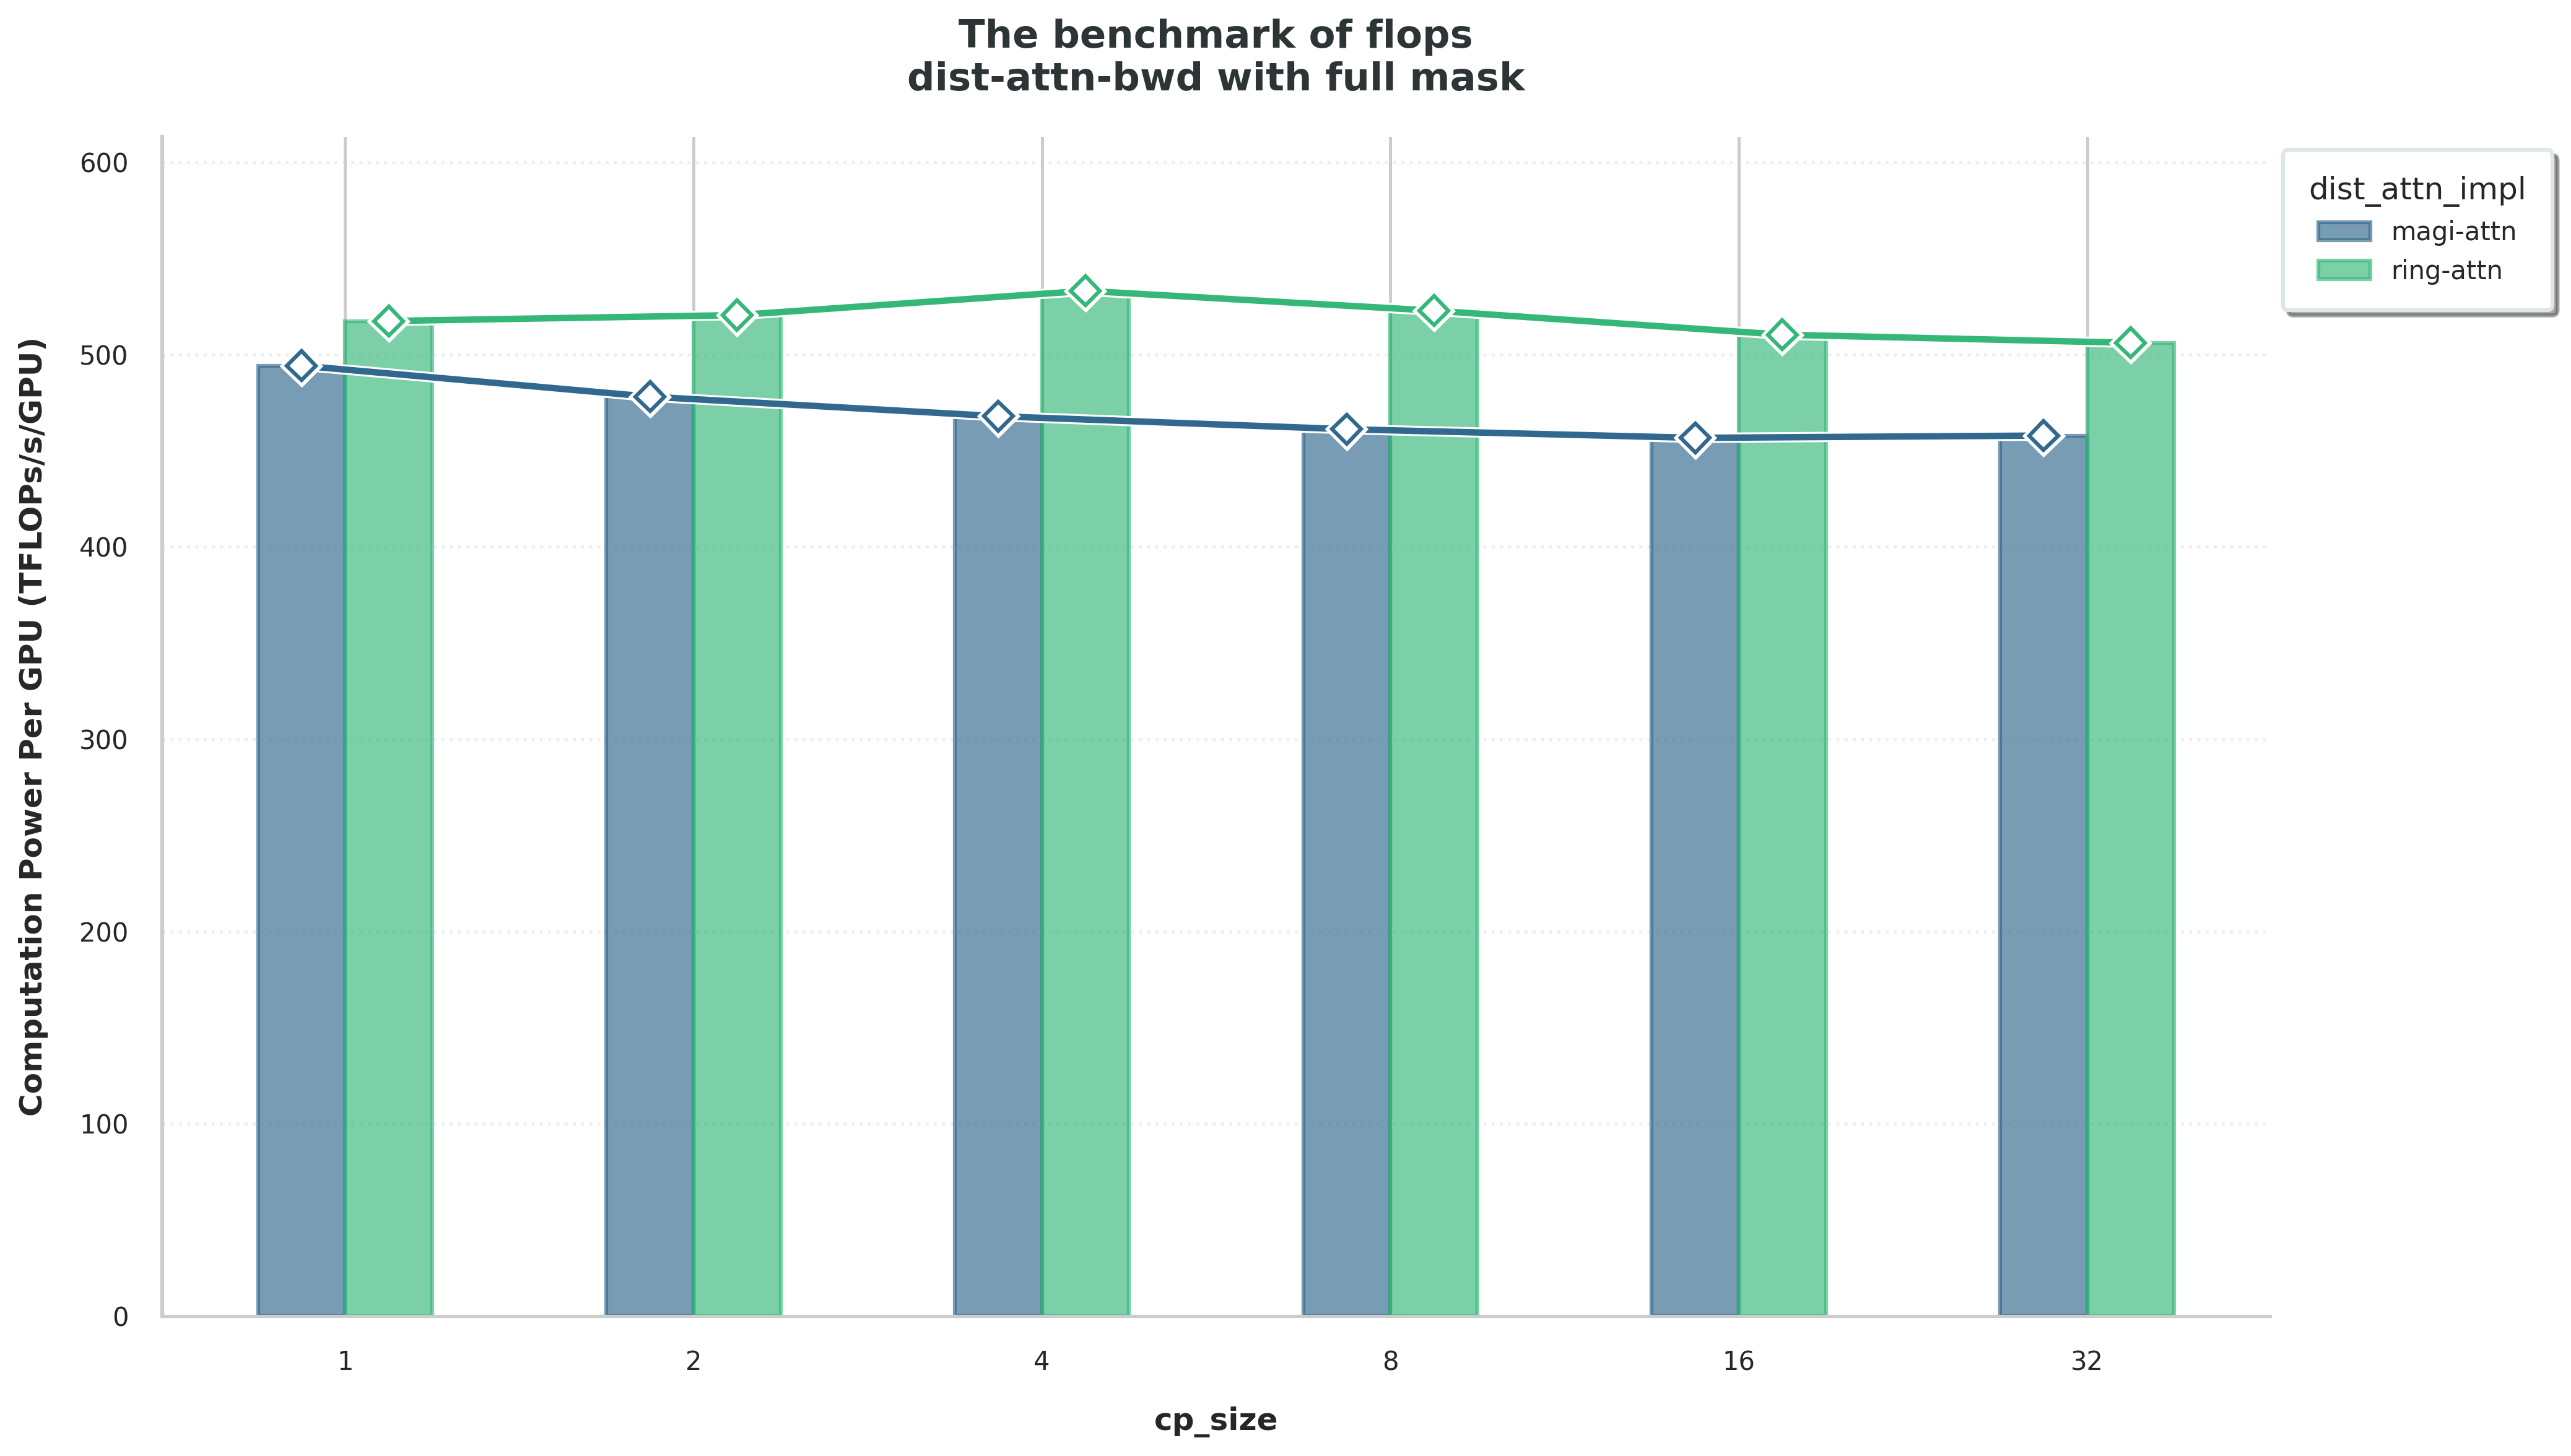 The benchmark of flops
dist-attn-bwd with full mask
Computation Power Per GPU (TFLOPs/s/GPU)
600
500
400
300
200
100
0
1
2
4
8
16
32
cp_size
dist_attn_impl
magi-attn
ring-attn